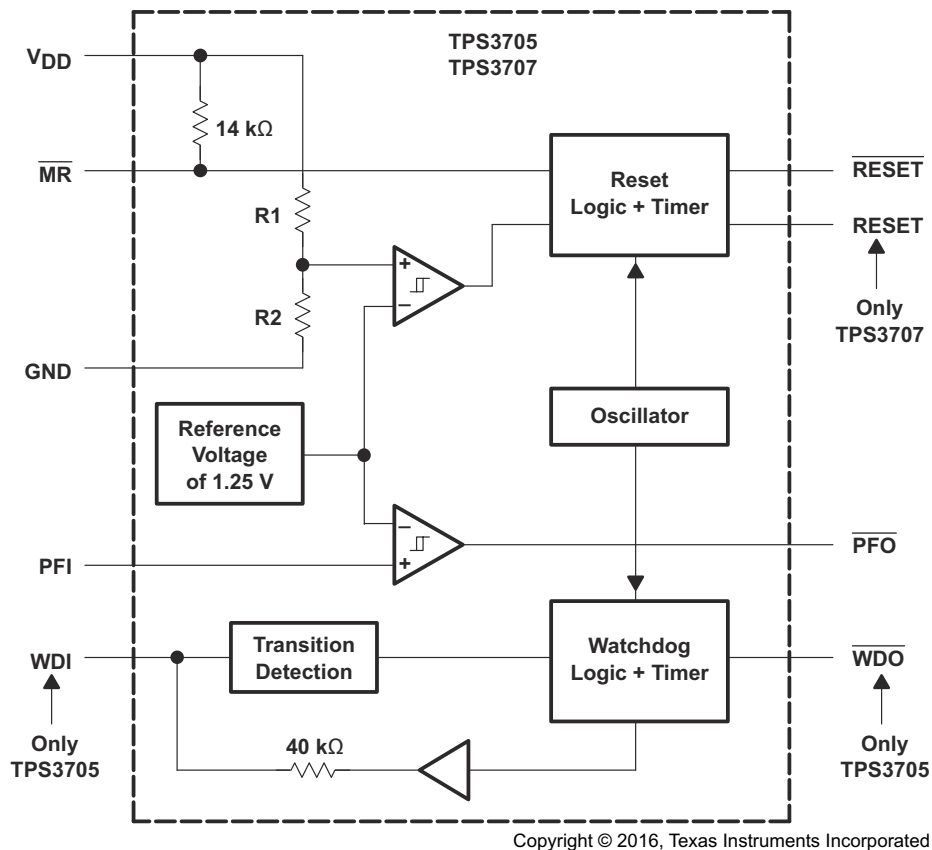 TPS3705
TPS3707
VDD
14 kΩ
MR
Reset
Logic + Timer
RESET
R1
RESET
+
−
R2
Only
TPS3707
GND
Oscillator
Reference
Voltage
of 1.25 V
−
+
PFO
PFI
WDI
Transition
Detection
Watchdog
Logic + Timer
WDO
Only
TPS3705
40 kΩ
Only
TPS3705
Copyright © 2016, Texas Instruments Incorporated